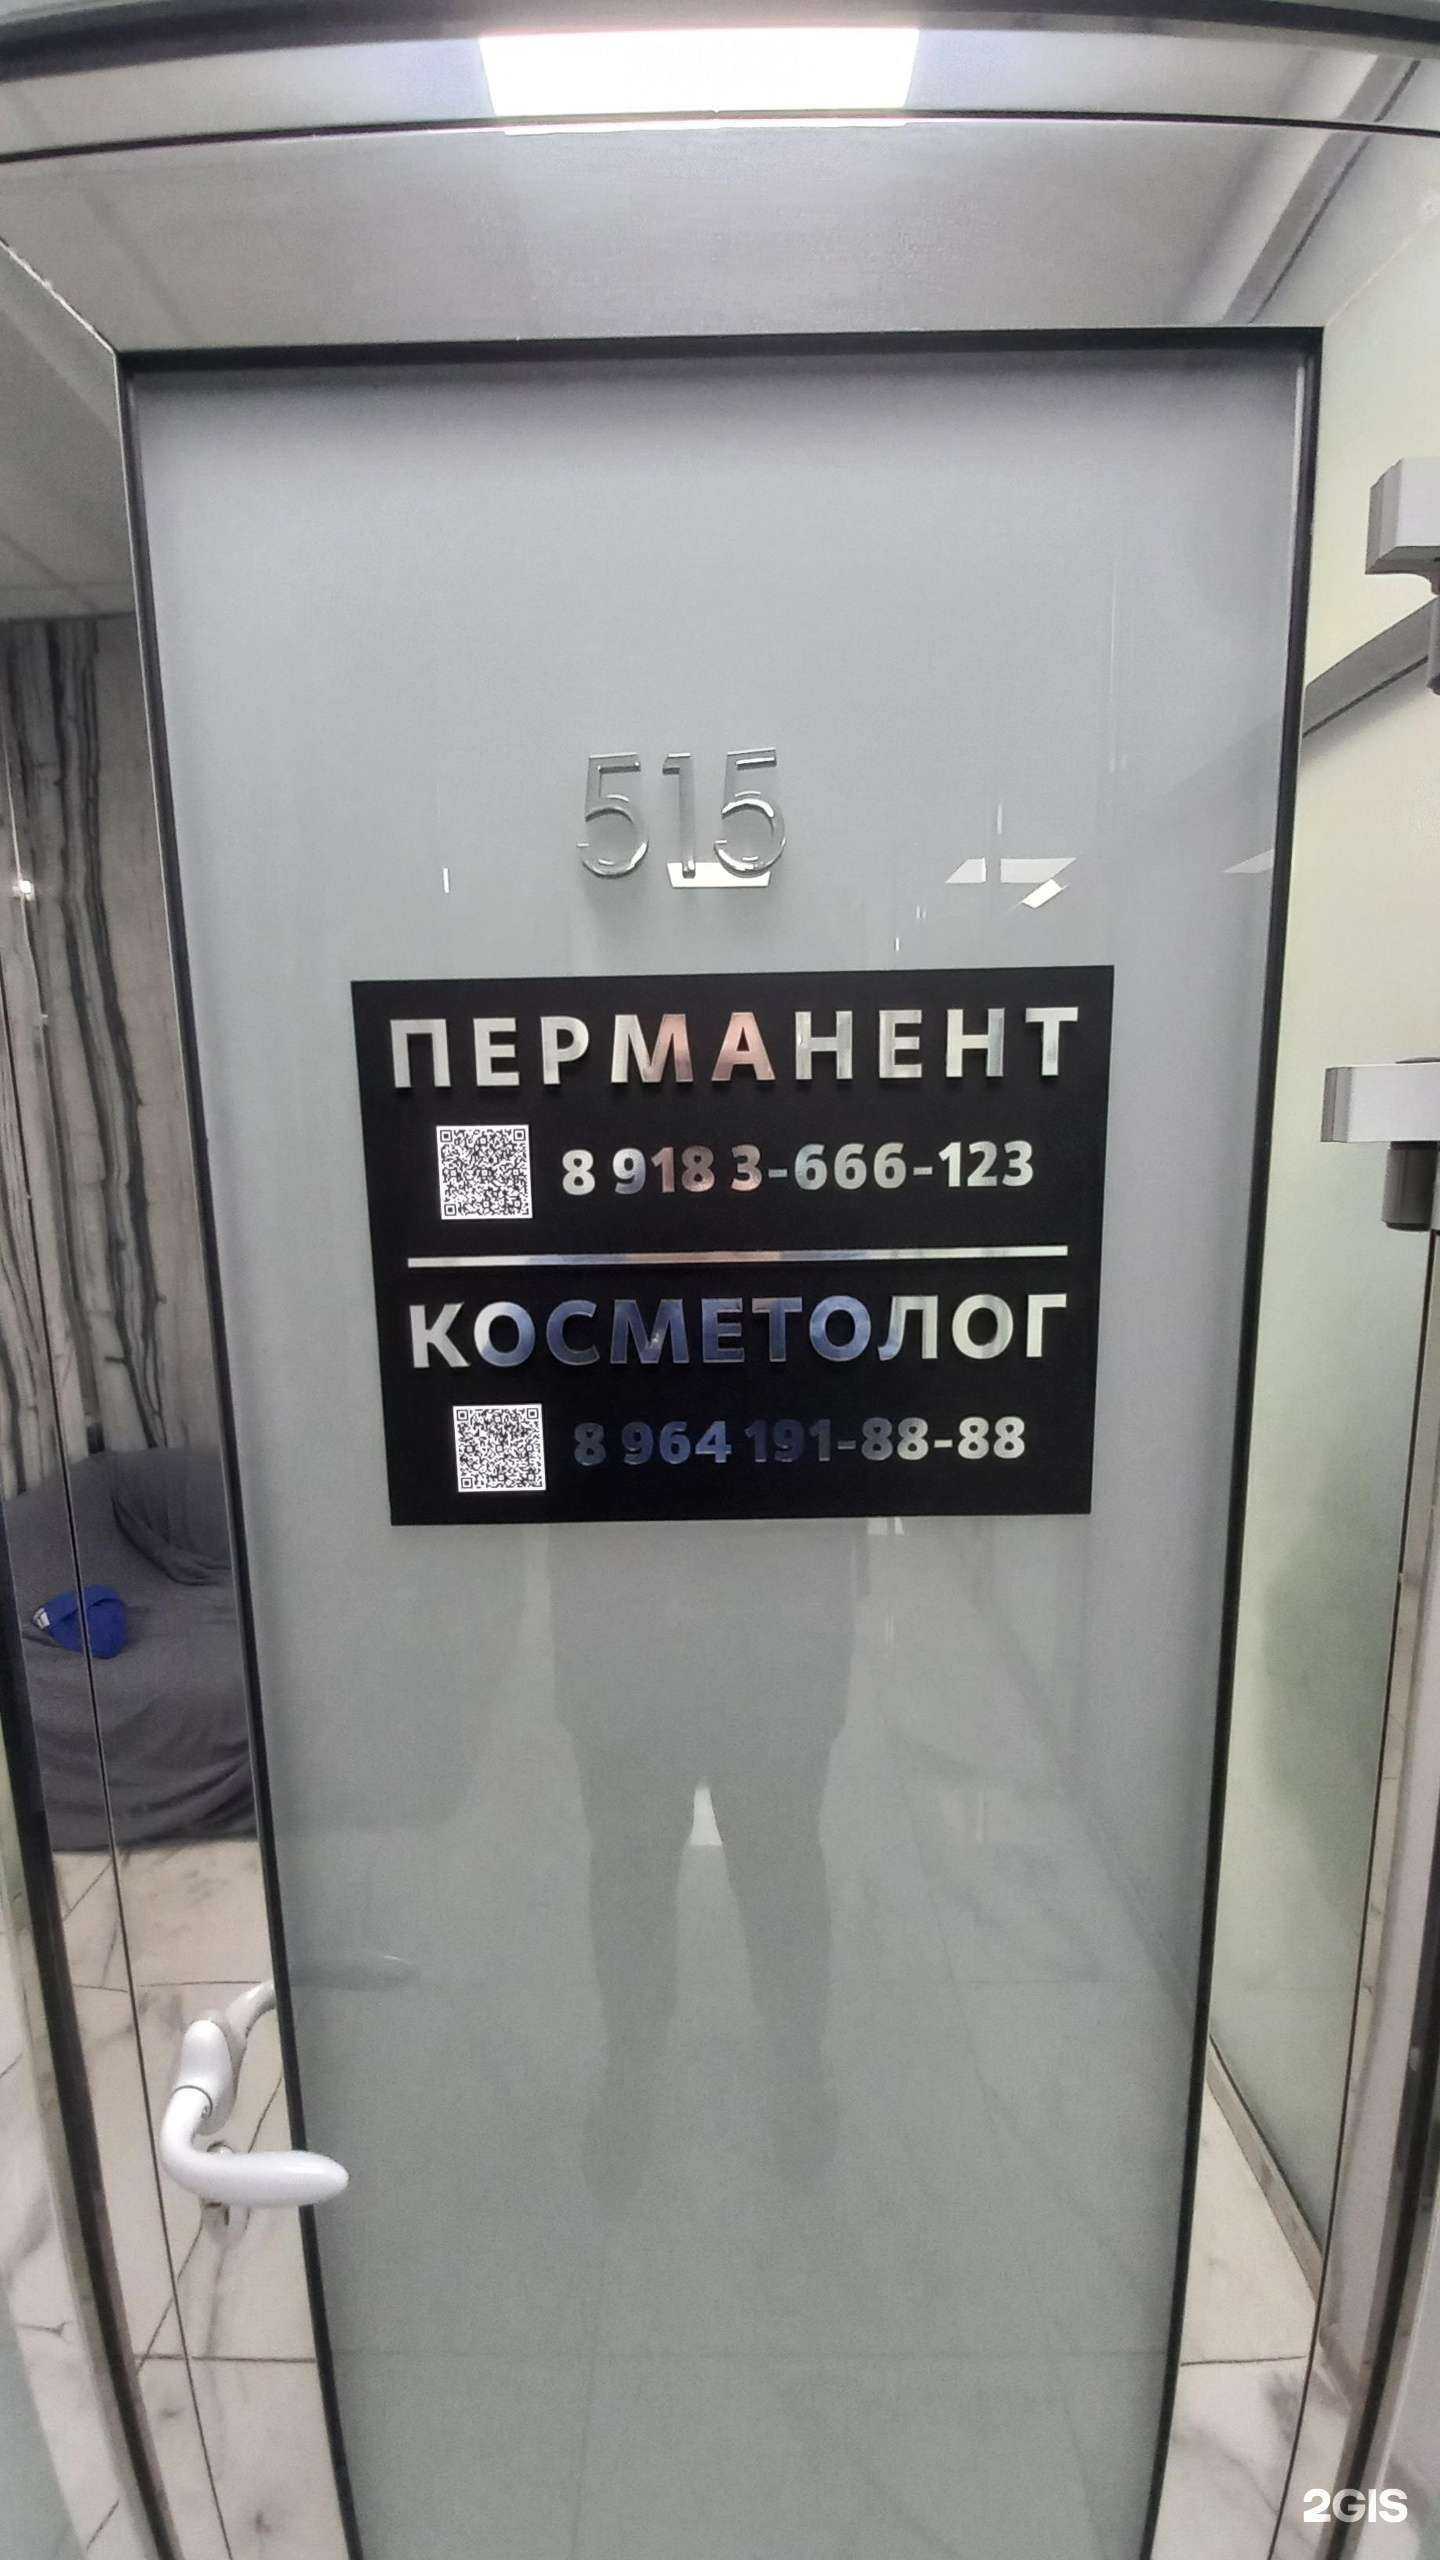 515
ПЕРМАНЕНТ
8 918 3-666-123
КОСМЕТОЛОГ
8 964 191-88-88
2GIS